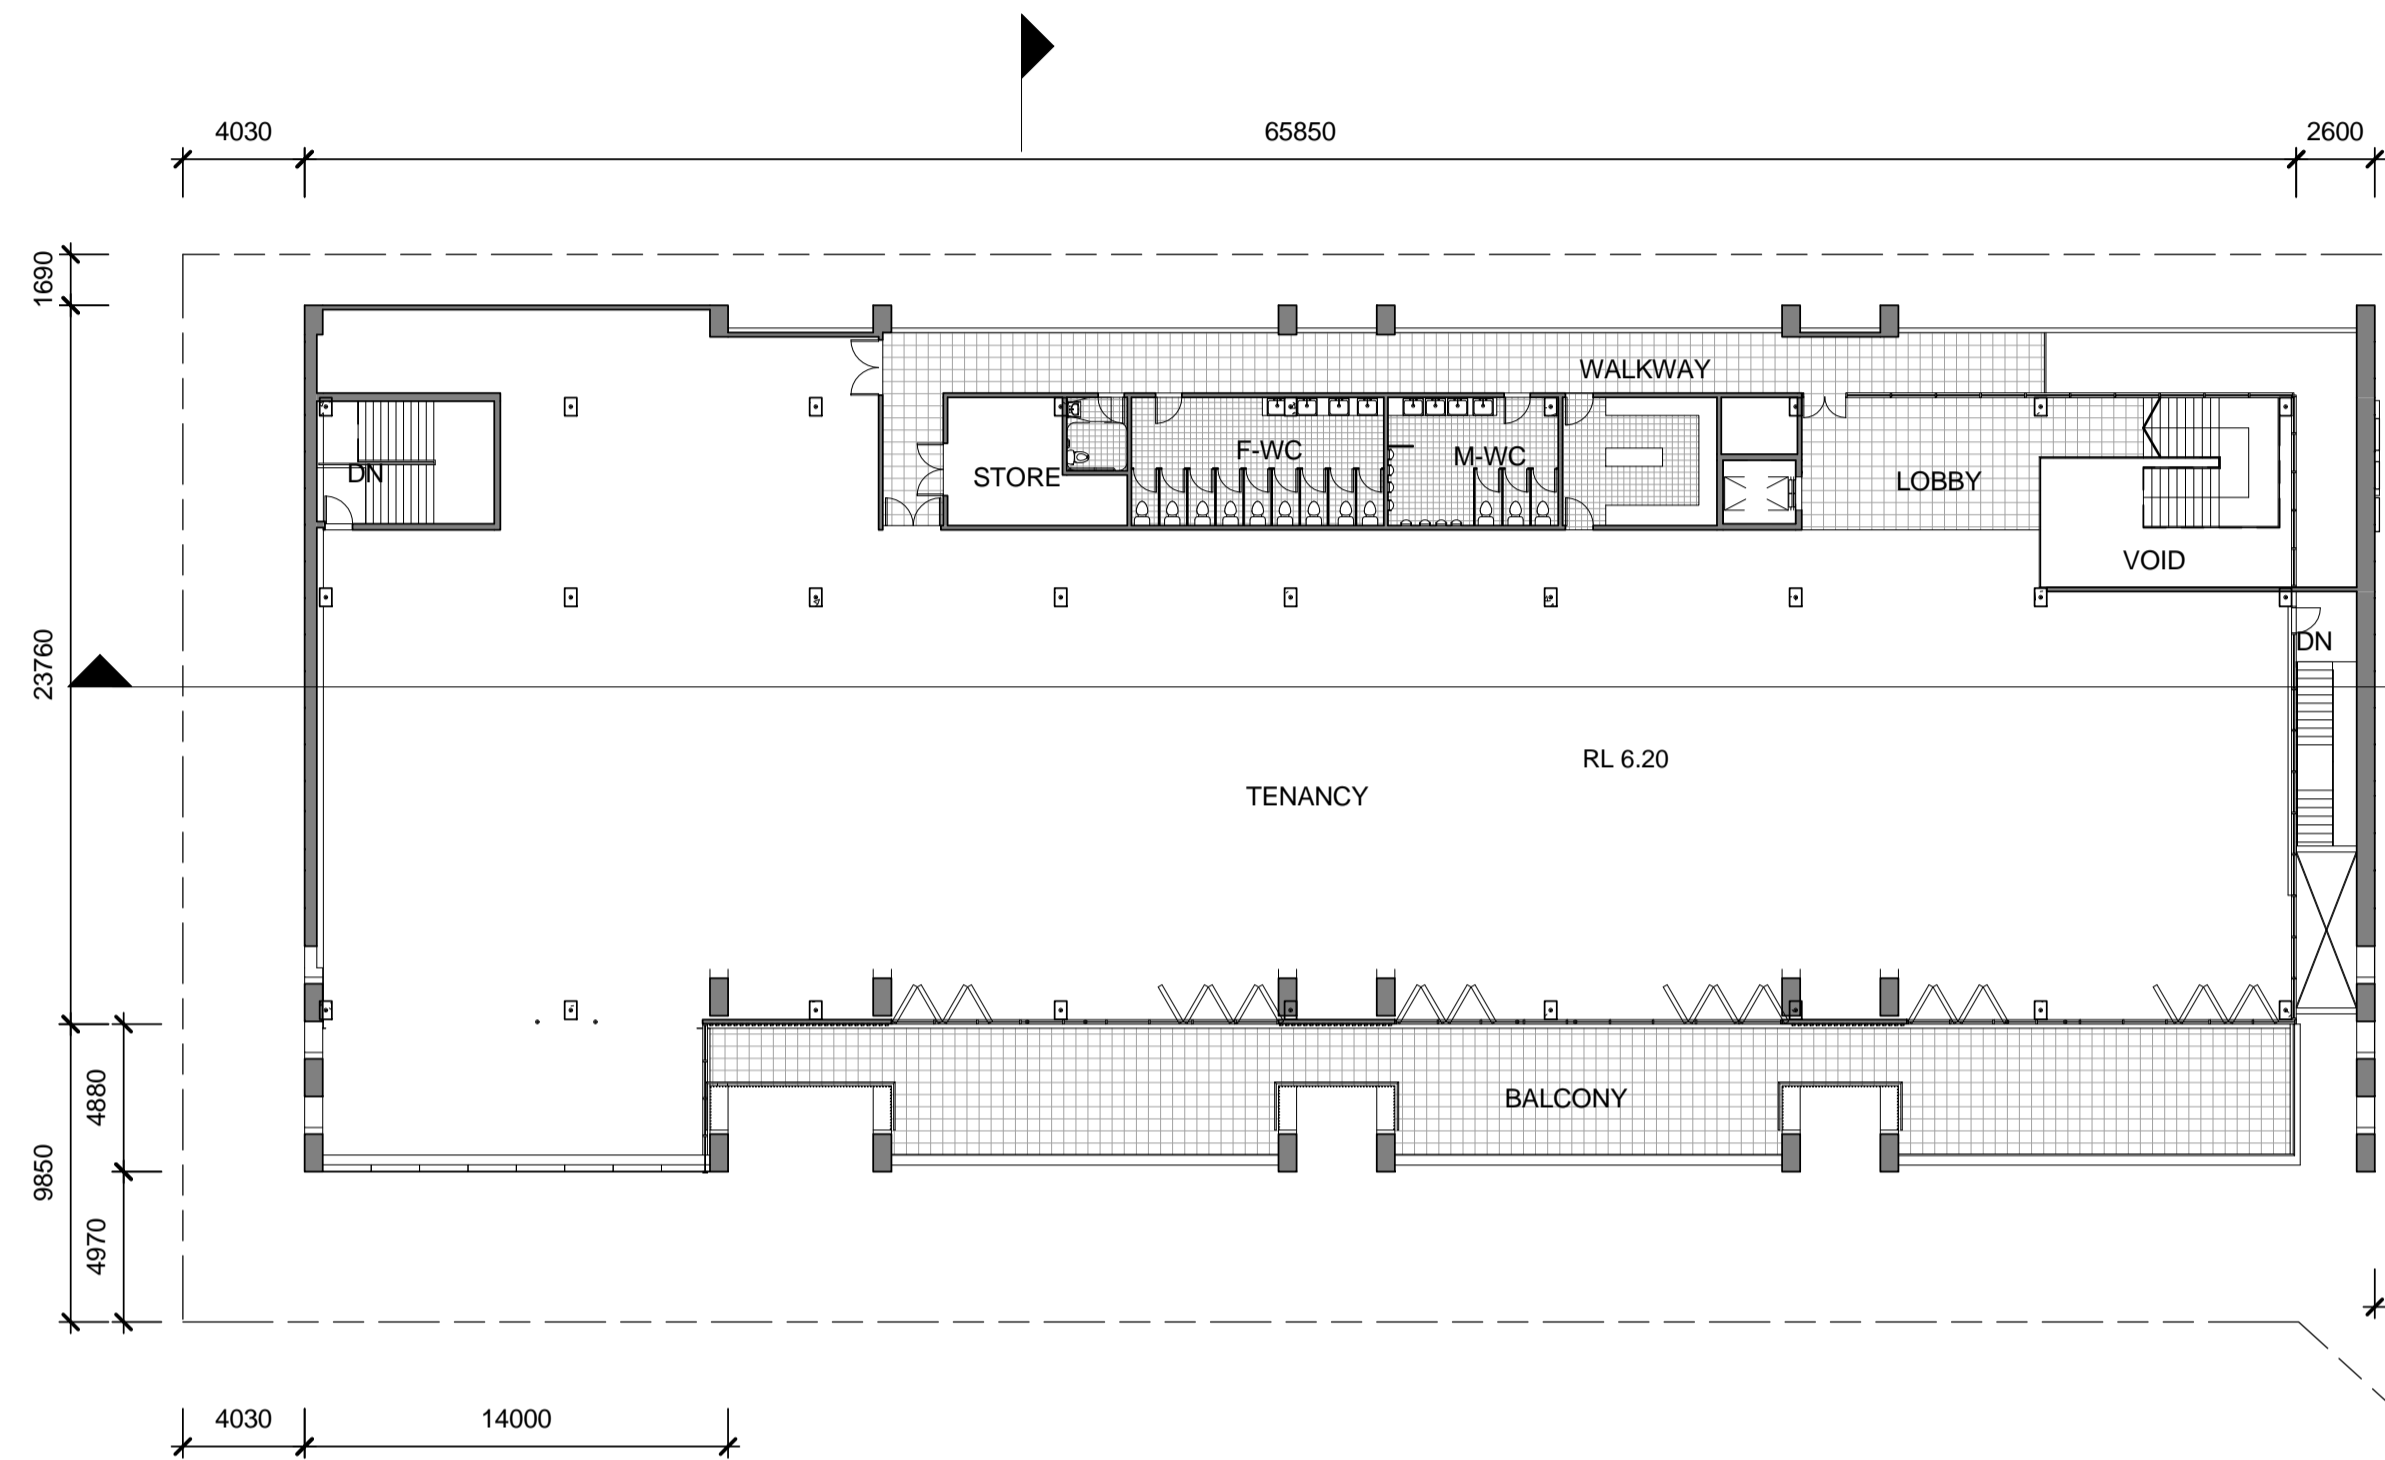 4030
65850
2600
1690
WALKWAY
F-WC
M-WC
STORE
DN
LOBBY
VOID
23760
DN
RL 6.20
TENANCY
4880
BALCONY
9850
4970
4030
14000